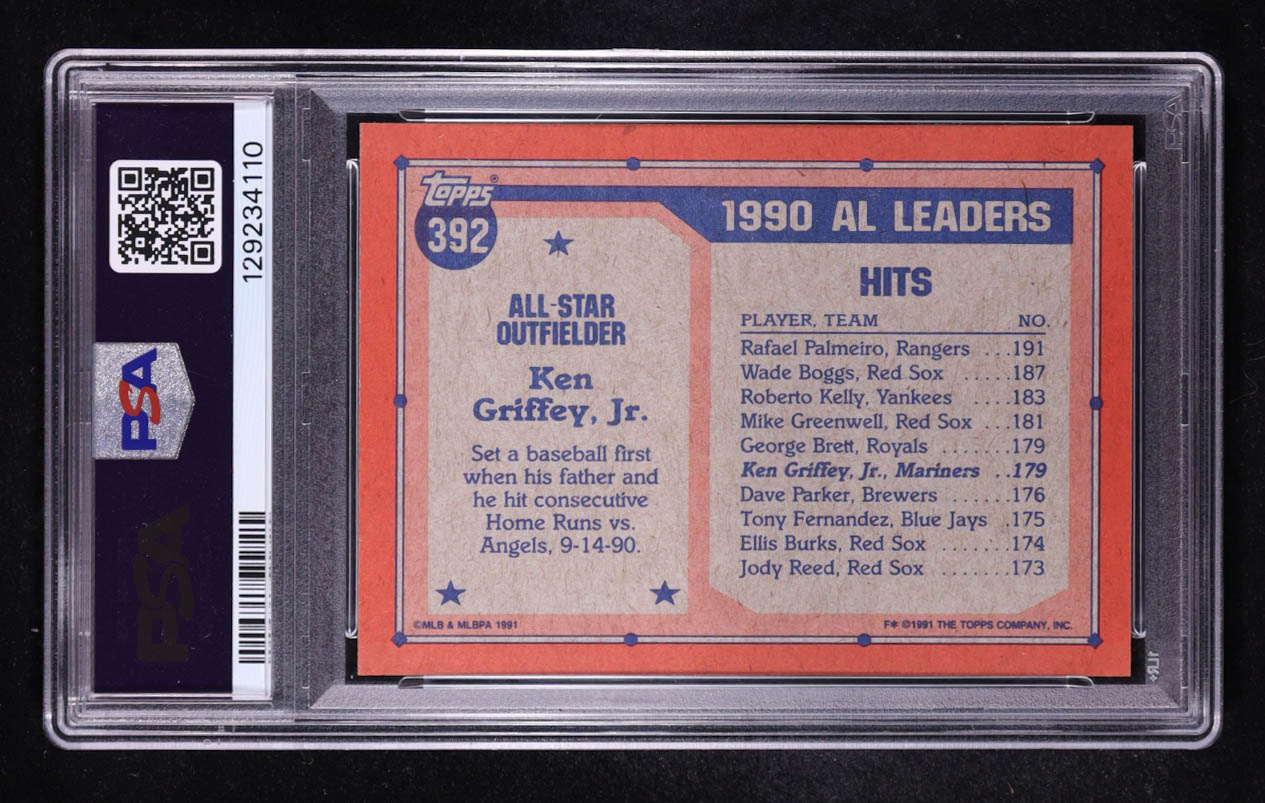 129234110
PSA
PSA
PSA
topps®
392
ALL-STAR
OUTFIELDER
Ken
Griffey, Jr.
Set a baseball first
when his father and
he hit consecutive
Home Runs vs.
Angels, 9-14-90.
©MLB & MLBPA 1991
1990 AL LEADERS
HITS
PLAYER, TEAM NO.
Rafael Palmeiro, Rangers ...191
Wade Boggs, Red Sox .....187
Roberto Kelly, Yankees ....183
Mike Greenwell, Red Sox ...181
George Brett, Royals .......179
Ken Griffey, Jr., Mariners ..179
Dave Parker, Brewers ......176
Tony Fernandez, Blue Jays .175
Ellis Burks, Red Sox .......174
Jody Reed, Red Sox .......173
F* ©1991 THE TOPPS COMPANY, INC.